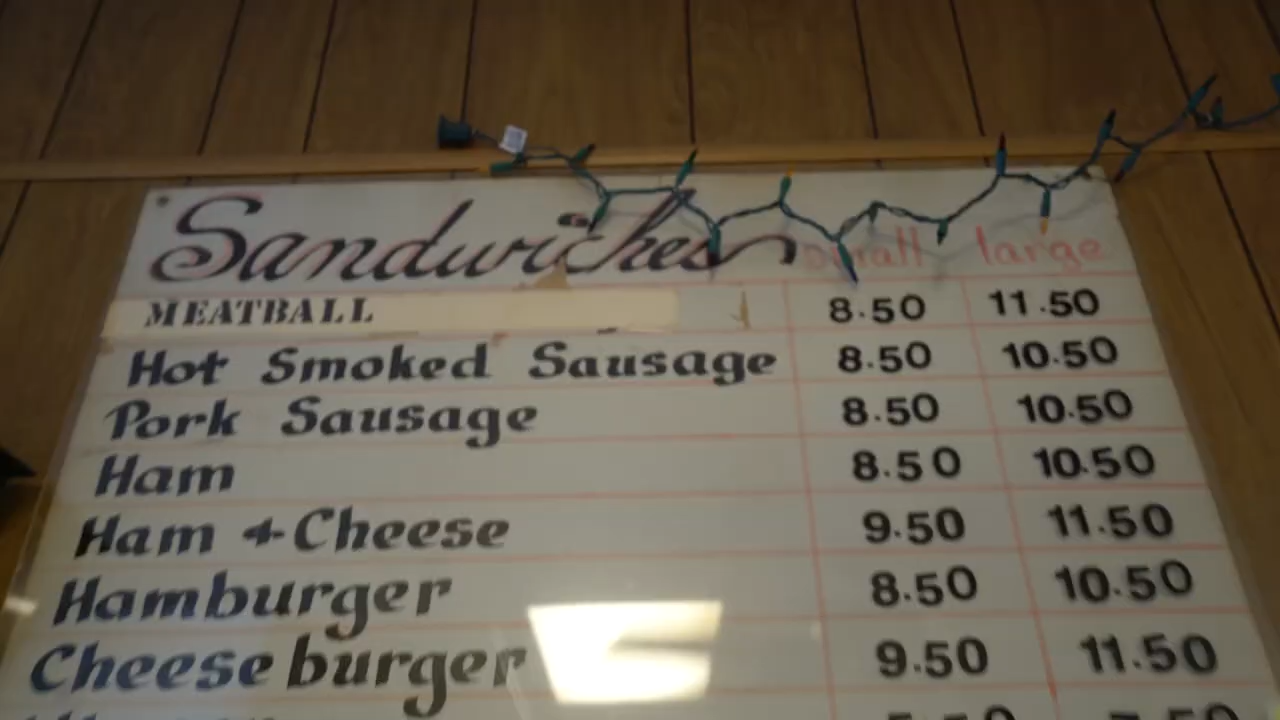 Sandwiches small large
MEATBALL 8.50 11.50
Hot Smoked Sausage 8.50 10.50
Pork Sausage 8.50 10.50
Ham 8.50 10.50
Ham & Cheese 9.50 11.50
Hamburger 8.50 10.50
Cheese burger 9.50 11.50